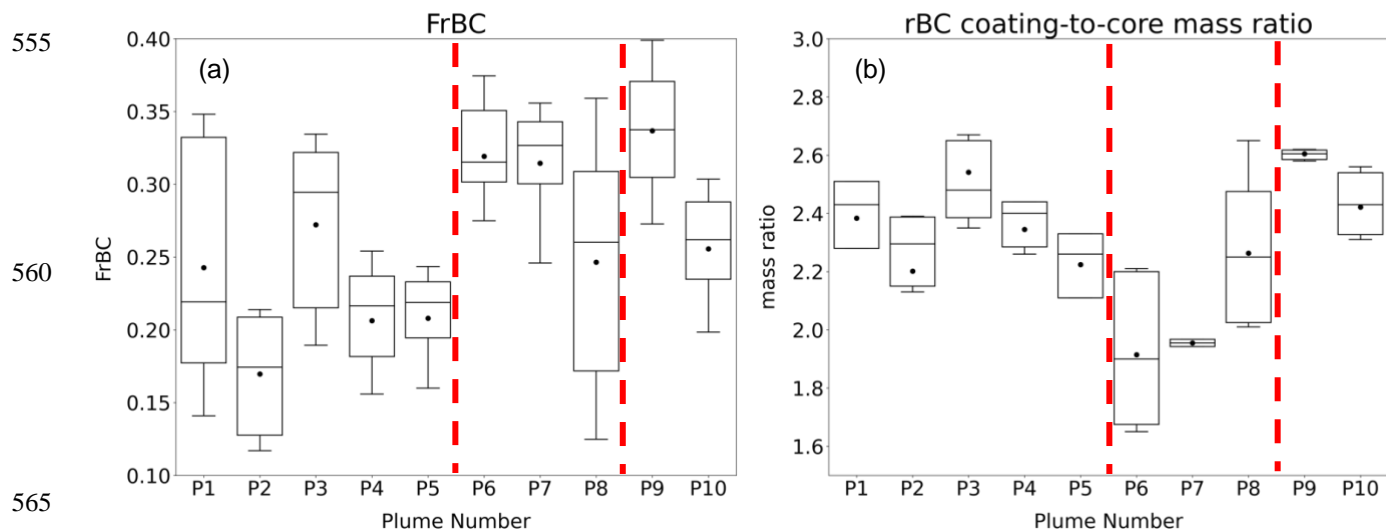 555
560
565
FrBC
(a)
0.40
0.35
0.30
0.25
0.20
0.15
0.10
FrBC
P1 P2 P3 P4 P5 P6 P7 P8 P9 P10
Plume Number
rBC coating-to-core mass ratio
(b)
3.0
2.8
2.6
2.4
2.2
2.0
1.8
1.6
mass ratio
P1 P2 P3 P4 P5 P6 P7 P8 P9 P10
Plume Number